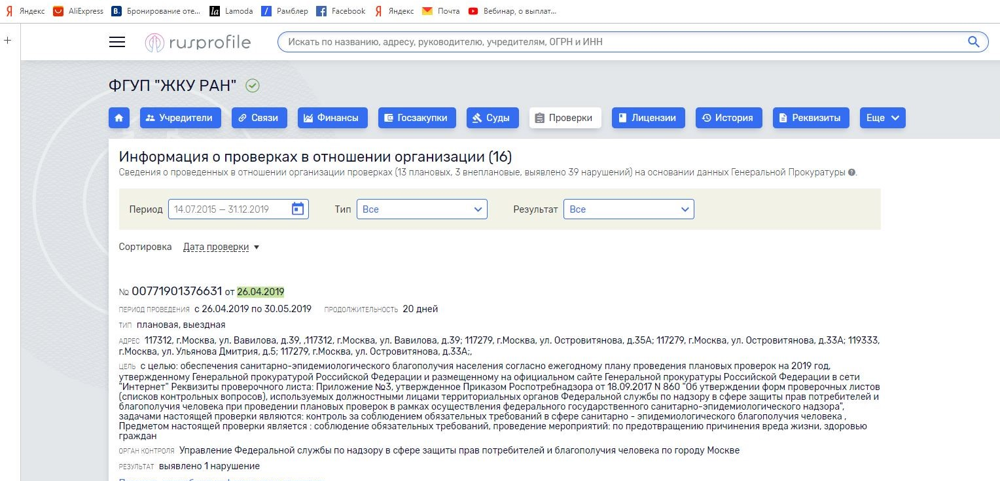 Яндекс AliExpress Бронирование оте... Lamoda Рамблер Facebook Яндекс Почта Вебинар, о выплат...
rusprofile Искать по названию, адресу, руководителю, учредителям, ОГРН и ИНН
ФГУП "ЖКУ РАН"
Учредители Связи Финансы Госзакупки Суды Проверки Лицензии История Реквизиты Еще
Информация о проверках в отношении организации (16)
Сведения о проведенных в отношении организации проверках (13 плановых, 3 внеплановые, выявлено 39 нарушений) на основании данных Генеральной Прокуратуры ?.
Период 14.07.2015 — 31.12.2019 Тип Все Результат Все
Сортировка Дата проверки
№ 00771901376631 от 26.04.2019
ПЕРИОД ПРОВЕДЕНИЯ с 26.04.2019 по 30.05.2019 ПРОДОЛЖИТЕЛЬНОСТЬ 20 дней
ТИП плановая, выездная
АДРЕС 117312, г.Москва, ул. Вавилова, д.39, ,117312, г.Москва, ул. Вавилова, д.39; 117279, г.Москва, ул. Островитянова, д.35А; 117279, г.Москва, ул. Островитянова, д.33А; 119333,
г.Москва, ул. Ульянова Дмитрия, д.5; 117279, г.Москва, ул. Островитянова, д.33А;,
ЦЕЛЬ с целью: обеспечения санитарно-эпидемиологического благополучия населения согласно ежегодному плану проведения плановых проверок на 2019 год,
утвержденному Генеральной прокуратурой Российской Федерации и размещенному на официальном сайте Генеральной прокуратуры Российской Федерации в сети
"Интернет" Реквизиты проверочного листа: Приложение №3, утвержденное Приказом Роспотребнадзора от 18.09.2017 N 860 "Об утверждении форм проверочных листов
(списков контрольных вопросов), используемых должностными лицами территориальных органов Федеральной службы по надзору в сфере защиты прав потребителей и
благополучия человека при проведении плановых проверок в рамках осуществления федерального государственного санитарно-эпидемиологического надзора",
задачами настоящей проверки являются: контроль за соблюдением обязательных требований в сфере санитарно - эпидемиологического благополучия человека ,
Предметом настоящей проверки является : соблюдение обязательных требований, проведение мероприятий: по предотвращению причинения вреда жизни, здоровью
граждан
ОРГАН КОНТРОЛЯ Управление Федеральной службы по надзору в сфере защиты прав потребителей и благополучия человека по городу Москве
РЕЗУЛЬТАТ выявлено 1 нарушение